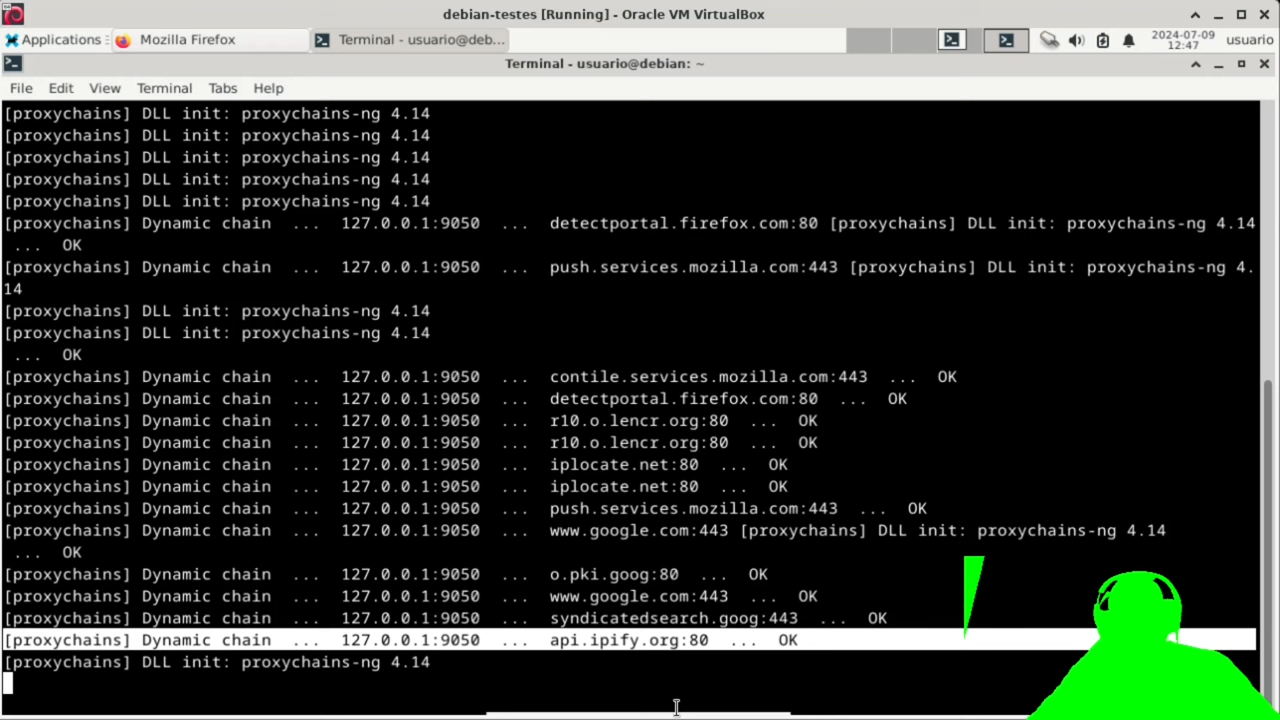 debian-testes [Running] - Oracle VM VirtualBox
Applications Mozilla Firefox Terminal - usuario@deb... 2024-07-09 12:47 usuario
Terminal - usuario@debian: ~
File Edit View Terminal Tabs Help
[proxychains] DLL init: proxychains-ng 4.14
[proxychains] DLL init: proxychains-ng 4.14
[proxychains] DLL init: proxychains-ng 4.14
[proxychains] DLL init: proxychains-ng 4.14
[proxychains] DLL init: proxychains-ng 4.14
[proxychains] Dynamic chain ... 127.0.0.1:9050 ... detectportal.firefox.com:80 [proxychains] DLL init: proxychains-ng 4.14
... OK
[proxychains] Dynamic chain ... 127.0.0.1:9050 ... push.services.mozilla.com:443 [proxychains] DLL init: proxychains-ng 4.
14
[proxychains] DLL init: proxychains-ng 4.14
[proxychains] DLL init: proxychains-ng 4.14
... OK
[proxychains] Dynamic chain ... 127.0.0.1:9050 ... contile.services.mozilla.com:443 ... OK
[proxychains] Dynamic chain ... 127.0.0.1:9050 ... detectportal.firefox.com:80 ... OK
[proxychains] Dynamic chain ... 127.0.0.1:9050 ... r10.o.lencr.org:80 ... OK
[proxychains] Dynamic chain ... 127.0.0.1:9050 ... r10.o.lencr.org:80 ... OK
[proxychains] Dynamic chain ... 127.0.0.1:9050 ... iplocate.net:80 ... OK
[proxychains] Dynamic chain ... 127.0.0.1:9050 ... iplocate.net:80 ... OK
[proxychains] Dynamic chain ... 127.0.0.1:9050 ... push.services.mozilla.com:443 ... OK
[proxychains] Dynamic chain ... 127.0.0.1:9050 ... www.google.com:443 [proxychains] DLL init: proxychains-ng 4.14
... OK
[proxychains] Dynamic chain ... 127.0.0.1:9050 ... o.pki.goog:80 ... OK
[proxychains] Dynamic chain ... 127.0.0.1:9050 ... www.google.com:443 ... OK
[proxychains] Dynamic chain ... 127.0.0.1:9050 ... syndicatedsearch.goog:443 ... OK
[proxychains] Dynamic chain ... 127.0.0.1:9050 ... api.ipify.org:80 ... OK
[proxychains] DLL init: proxychains-ng 4.14